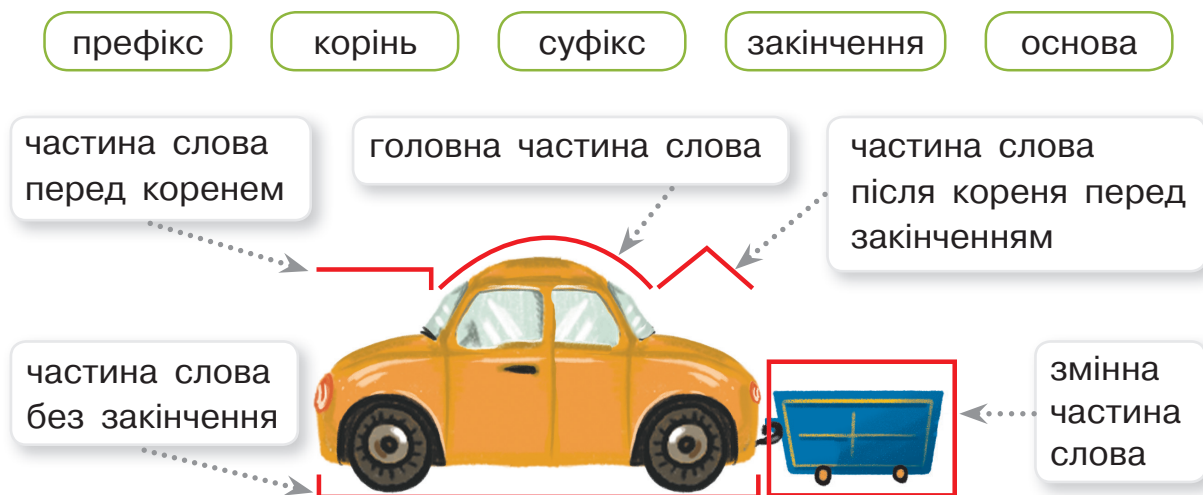 префікс корінь суфікс закінчення основа
частина слова
перед коренем
головна частина слова
частина слова
після кореня перед
закінченням
частина слова
без закінчення
змінна
частина
слова